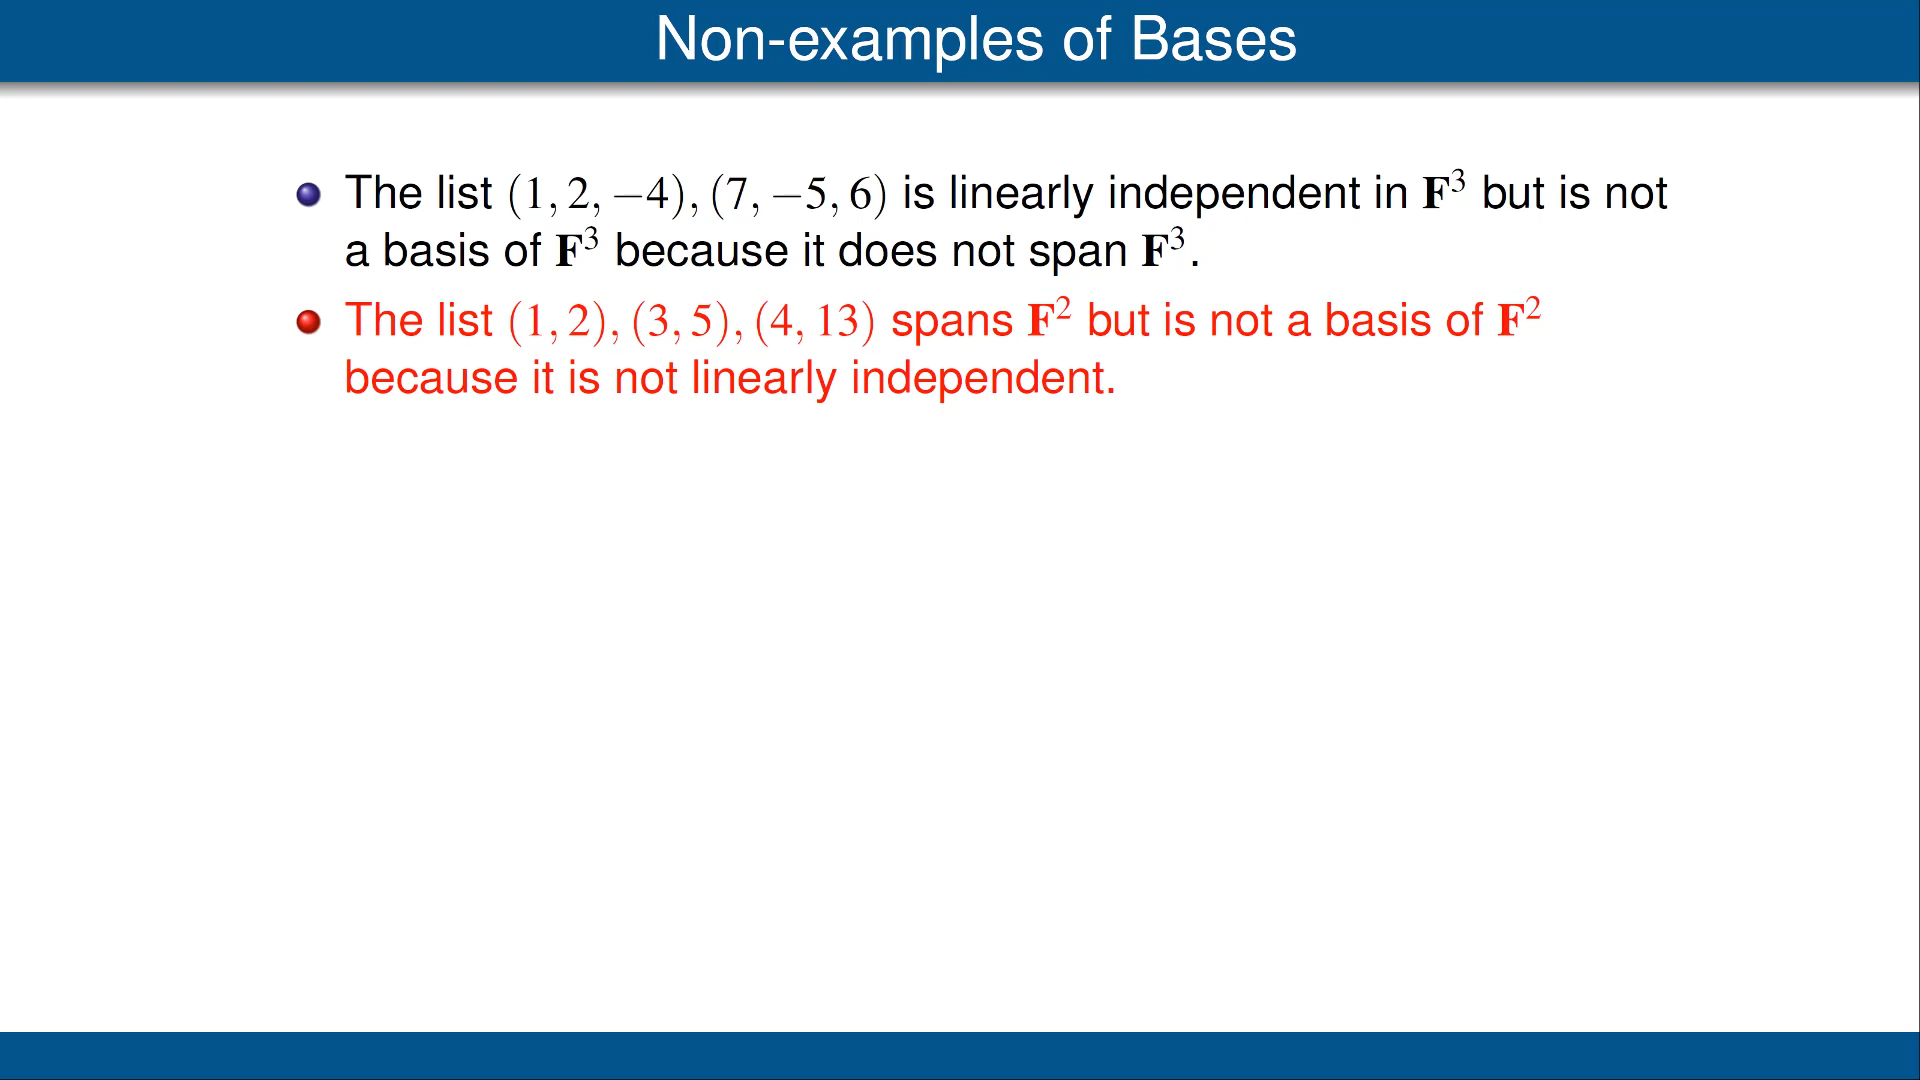 Non-examples of Bases
The list (1, 2, −4), (7, −5, 6) is linearly independent in F³ but is not
a basis of F³ because it does not span F³.
The list (1, 2), (3, 5), (4, 13) spans F² but is not a basis of F²
because it is not linearly independent.